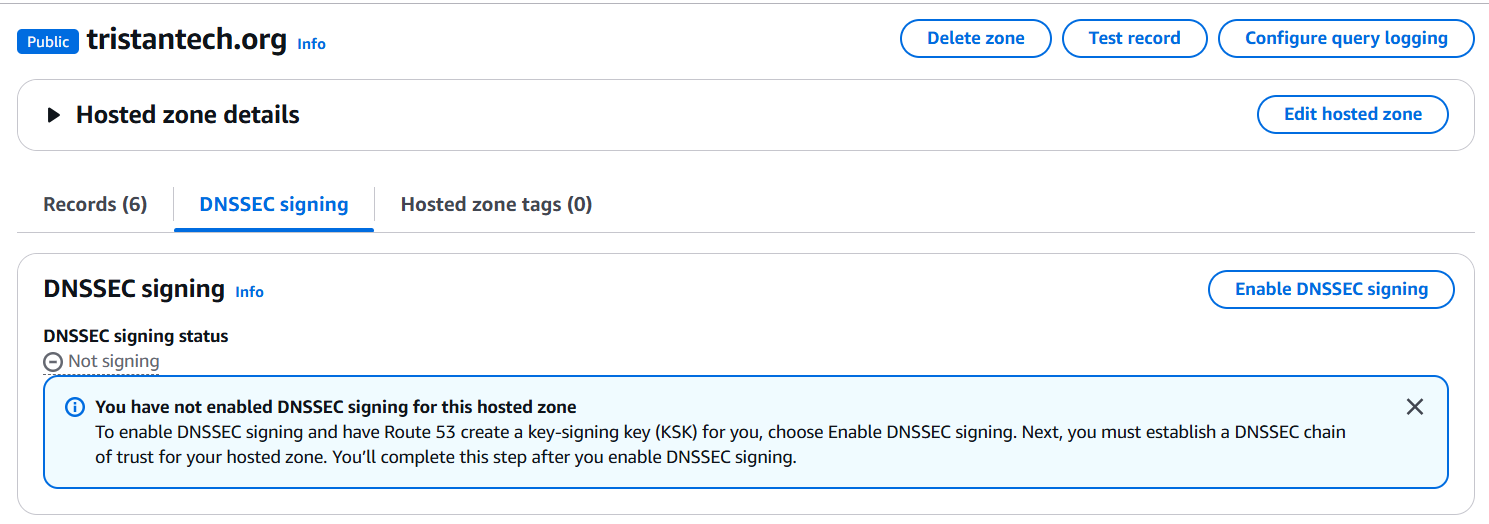 Public tristantech.org Info Delete zone Test record Configure query logging
Hosted zone details Edit hosted zone
Records (6) DNSSEC signing Hosted zone tags (0)
DNSSEC signing Info Enable DNSSEC signing
DNSSEC signing status
Not signing
You have not enabled DNSSEC signing for this hosted zone
To enable DNSSEC signing and have Route 53 create a key-signing key (KSK) for you, choose Enable DNSSEC signing. Next, you must establish a DNSSEC chain
of trust for your hosted zone. You’ll complete this step after you enable DNSSEC signing.